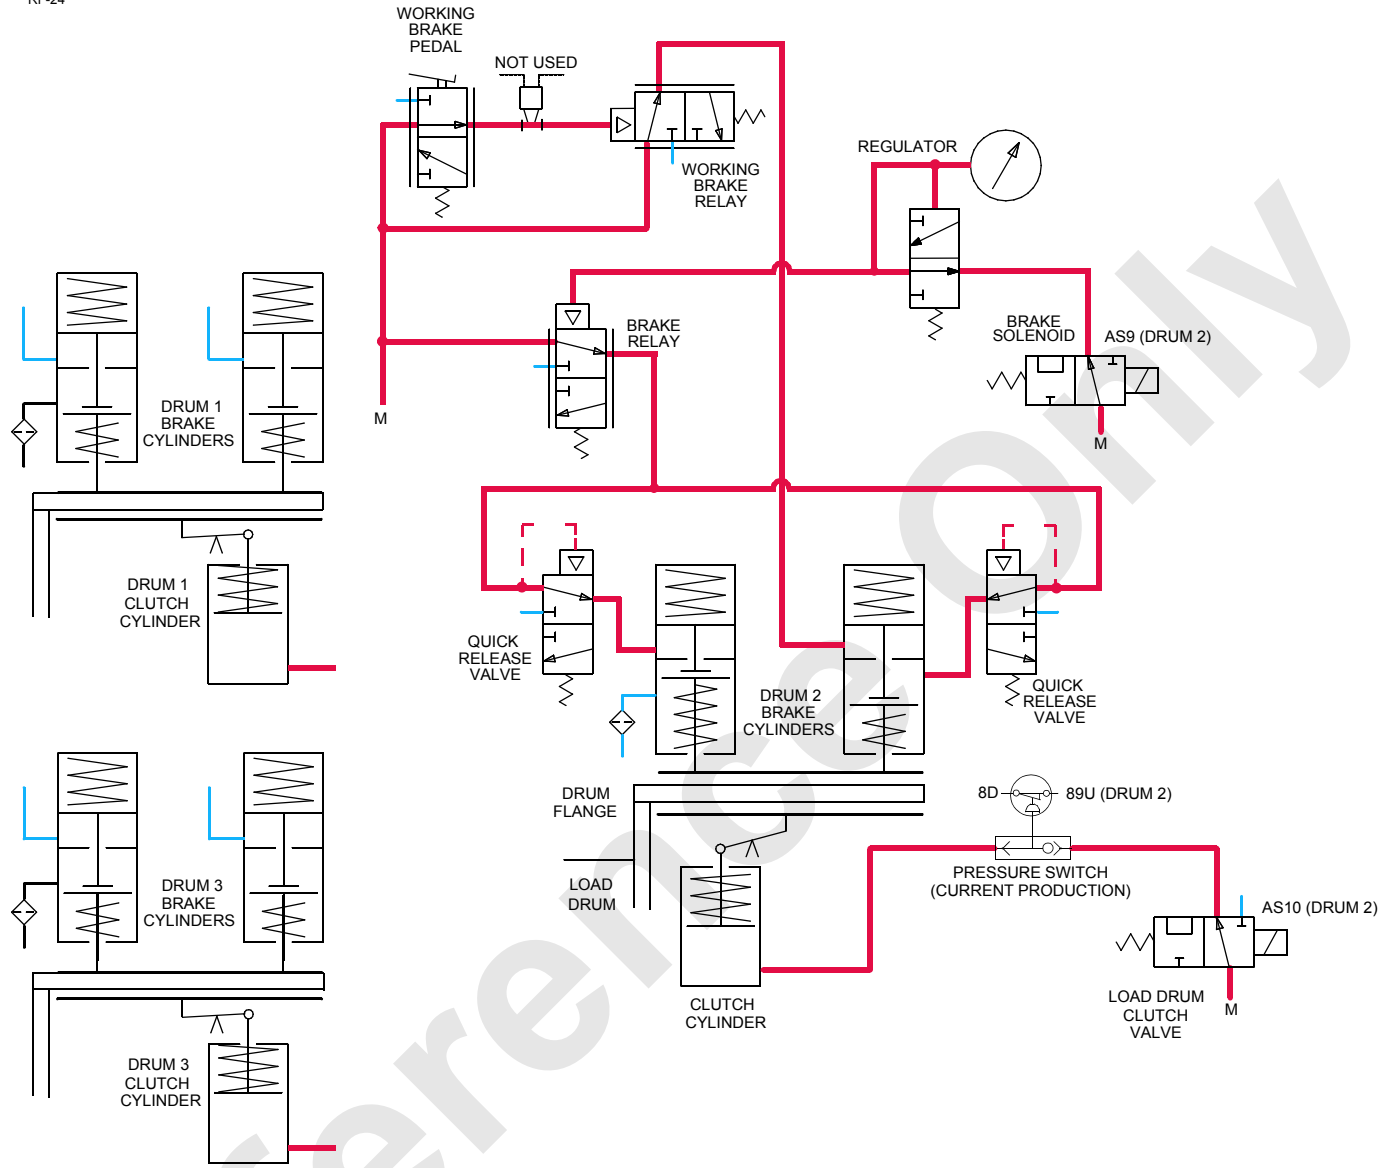 WORKING
BRAKE
PEDAL
NOT USED
WORKING
BRAKE
RELAY
REGULATOR
BRAKE
SOLENOID
AS9 (DRUM 2)
M
BRAKE
RELAY
M
DRUM 1
BRAKE
CYLINDERS
DRUM 1
CLUTCH
CYLINDER
QUICK
RELEASE
VALVE
DRUM 2
BRAKE
CYLINDERS
QUICK
RELEASE
VALVE
DRUM
FLANGE
LOAD
DRUM
8D
89U (DRUM 2)
PRESSURE SWITCH
(CURRENT PRODUCTION)
AS10 (DRUM 2)
LOAD DRUM
CLUTCH
VALVE
M
CLUTCH
CYLINDER
DRUM 3
BRAKE
CYLINDERS
DRUM 3
CLUTCH
CYLINDER
ference Only